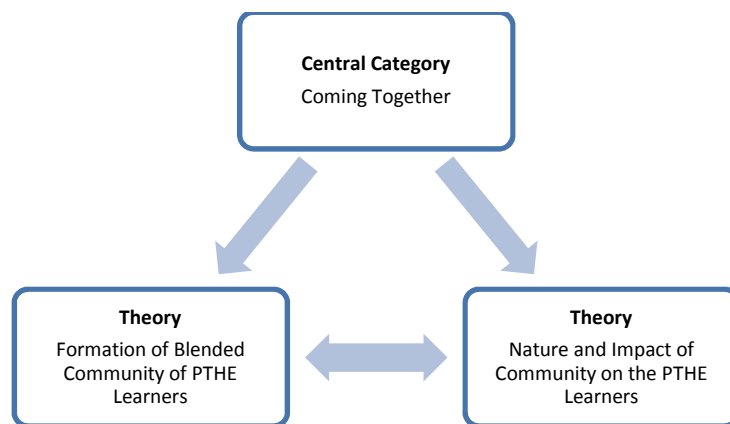 Central Category
Coming Together
Theory
Formation of Blended
Community of PTHE
Learners
Theory
Nature and Impact of
Community on the PTHE
Learners